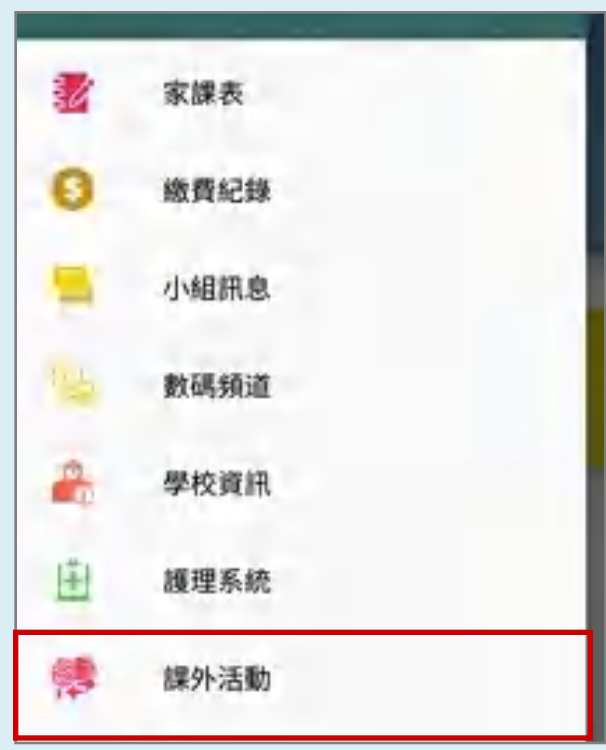 家課表
繳費紀錄
小組訊息
數碼頻道
學校資訊
護理系統
課外活動